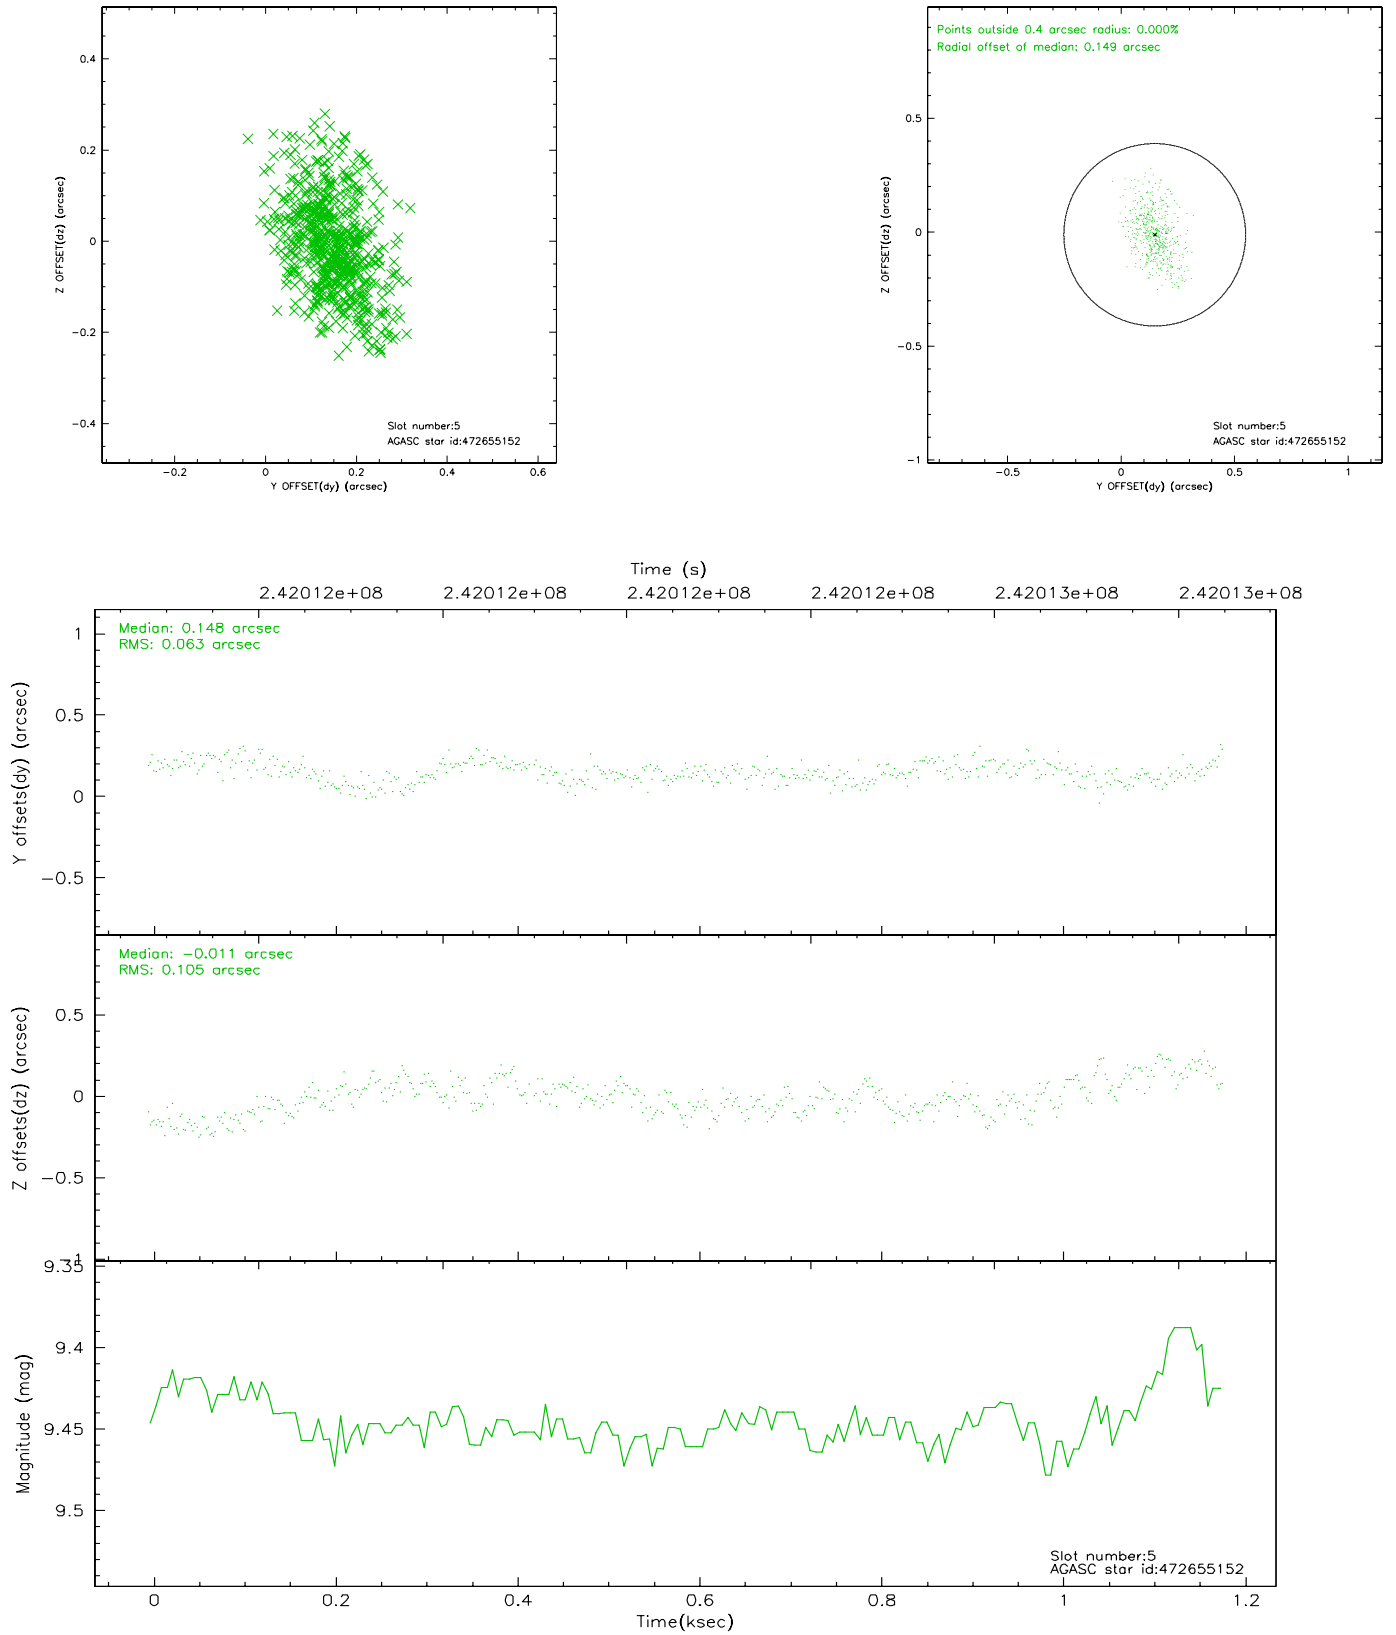 0.4
0.2
0
−0.2
−0.4
Z OFFSET(dz) (arcsec)
Slot number:5
AGASC star id:472655152
−0.2 0 0.2 0.4 0.6
Y OFFSET(dy) (arcsec)
Points outside 0.4 arcsec radius: 0.000%
Radial offset of median: 0.149 arcsec
0.5
0
−0.5
−1
Z OFFSET(dz) (arcsec)
Slot number:5
AGASC star id:472655152
−0.5 0 0.5 1
Y OFFSET(dy) (arcsec)
Time (s)
2.42012e+08 2.42012e+08 2.42012e+08 2.42012e+08 2.42013e+08 2.42013e+08
Median: 0.148 arcsec
RMS: 0.063 arcsec
1
0.5
0
−0.5
Y offsets(dy) (arcsec)
Median: −0.011 arcsec
RMS: 0.105 arcsec
0.5
0
−0.5
−1
Z offsets(dz) (arcsec)
9.35
9.4
9.45
9.5
Magnitude (mag)
Slot number:5
AGASC star id:472655152
0 0.2 0.4 0.6 0.8 1 1.2
Time(ksec)